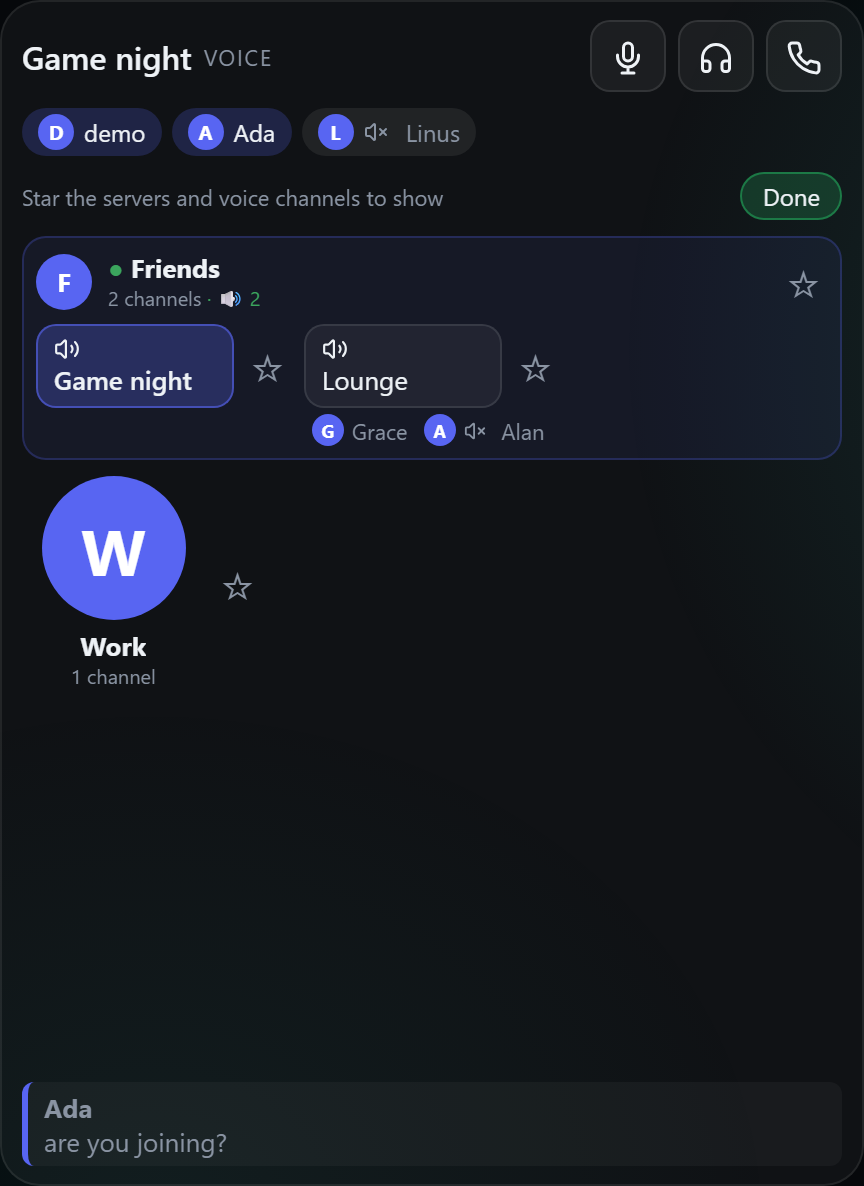 Game night VOICE
D demo A Ada L Linus
Star the servers and voice channels to show Done
F Friends
2 channels · 2
Game night Lounge
G Grace A Alan
W
Work
1 channel
Ada
are you joining?